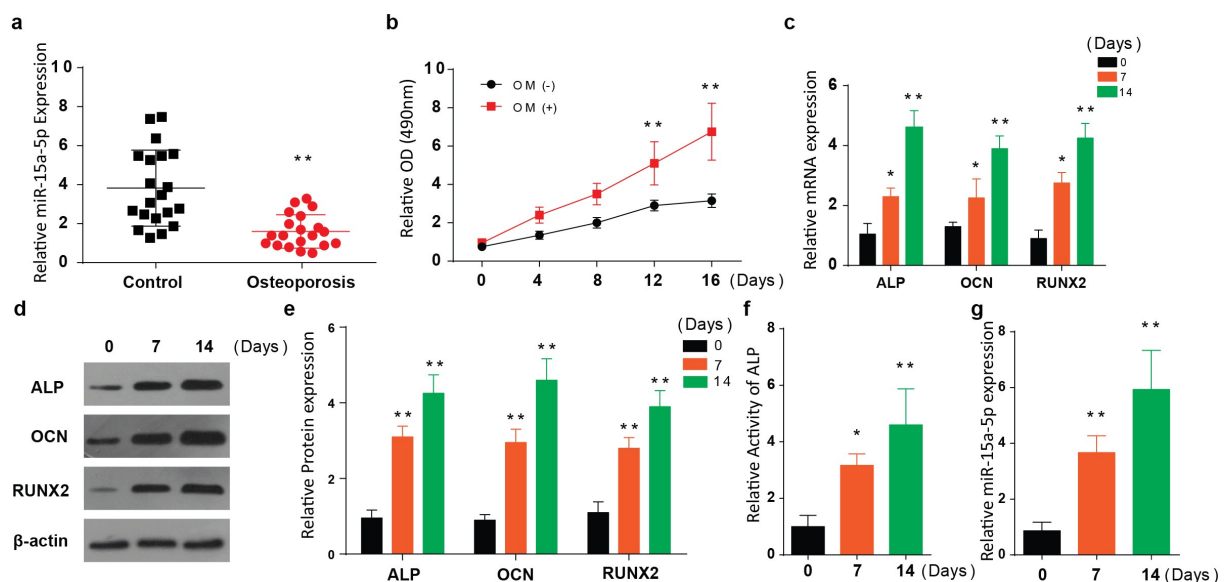 a
Relative miR-15a-5p Expression
10
8
6
4
2
0
**
Control
Osteoporosis
b
Relative OD (490nm)
10
8
6
4
2
0
OM (-)
OM (+)
**
**
0 4 8 12 16 (Days)
c
(Days)
0
7
14
Relative mRNA expression
6
4
2
0
* ** * ** * **
ALP OCN RUNX2
d
0 7 14 (Days)
ALP
OCN
RUNX2
β-actin
e
(Days)
0
7
14
Relative Protein expression
6
4
2
0
** ** ** ** ** **
ALP OCN RUNX2
f
Relative Activity of ALP
8
6
4
2
0
* **
0 7 14 (Days)
g
Relative miR-15a-5p expression
8
6
4
2
0
** **
0 7 14 (Days)